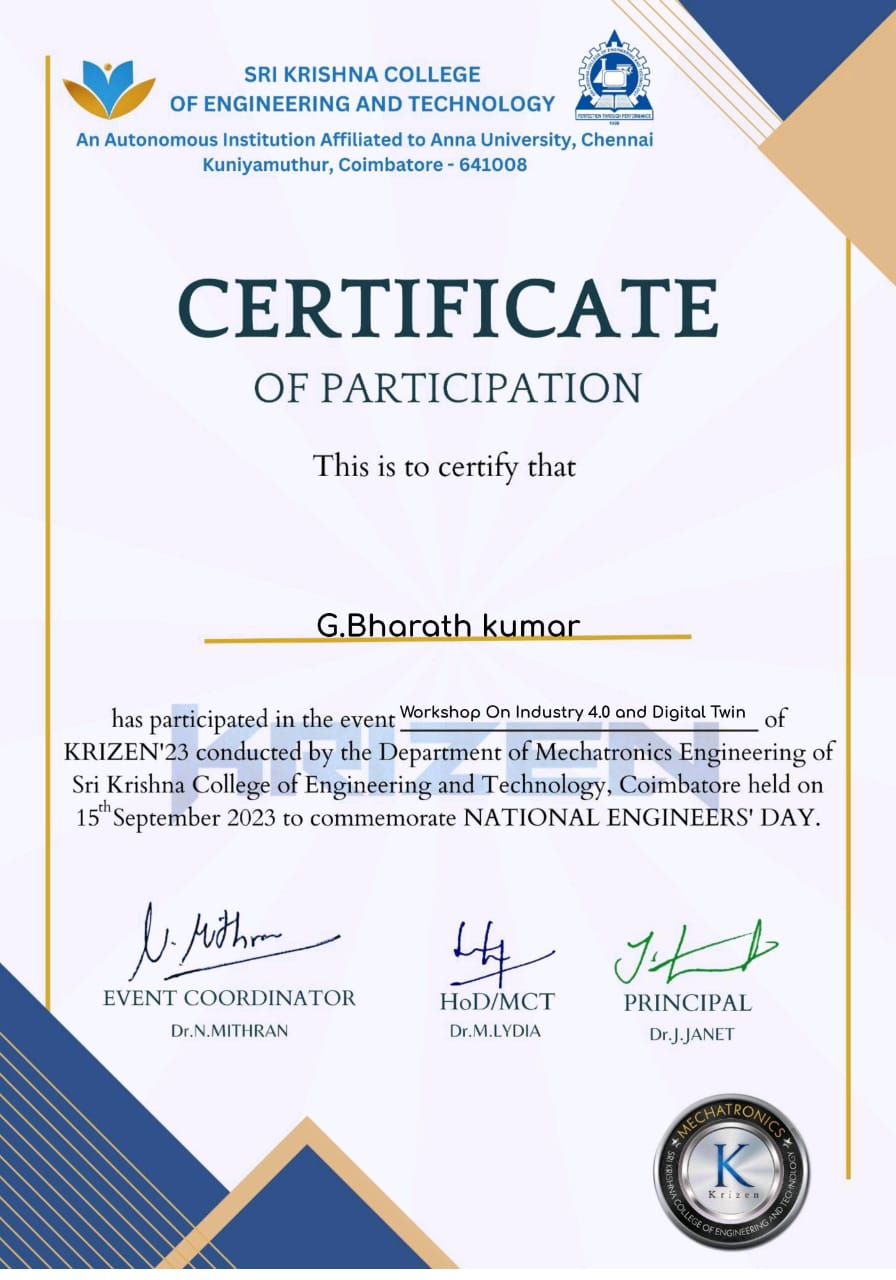 SRI KRISHNA COLLEGE
OF ENGINEERING AND TECHNOLOGY
An Autonomous Institution Affiliated to Anna University, Chennai
Kuniyamuthur, Coimbatore - 641008
PERFECTION THROUGH PERFORMANCE
1998
CERTIFICATE
OF PARTICIPATION
This is to certify that
G.Bharath kumar
KRIZEN
has participated in the event Workshop On Industry 4.0 and Digital Twin of
KRIZEN'23 conducted by the Department of Mechatronics Engineering of
Sri Krishna College of Engineering and Technology, Coimbatore held on
15th September 2023 to commemorate NATIONAL ENGINEERS' DAY.
N. Mithran
EVENT COORDINATOR
Dr.N.MITHRAN
HoD/MCT
Dr.M.LYDIA
PRINCIPAL
Dr.J.JANET
MECHATRONICS
K
Krizen
SRI KRISHNA COLLEGE OF ENGINEERING AND TECHNOLOGY